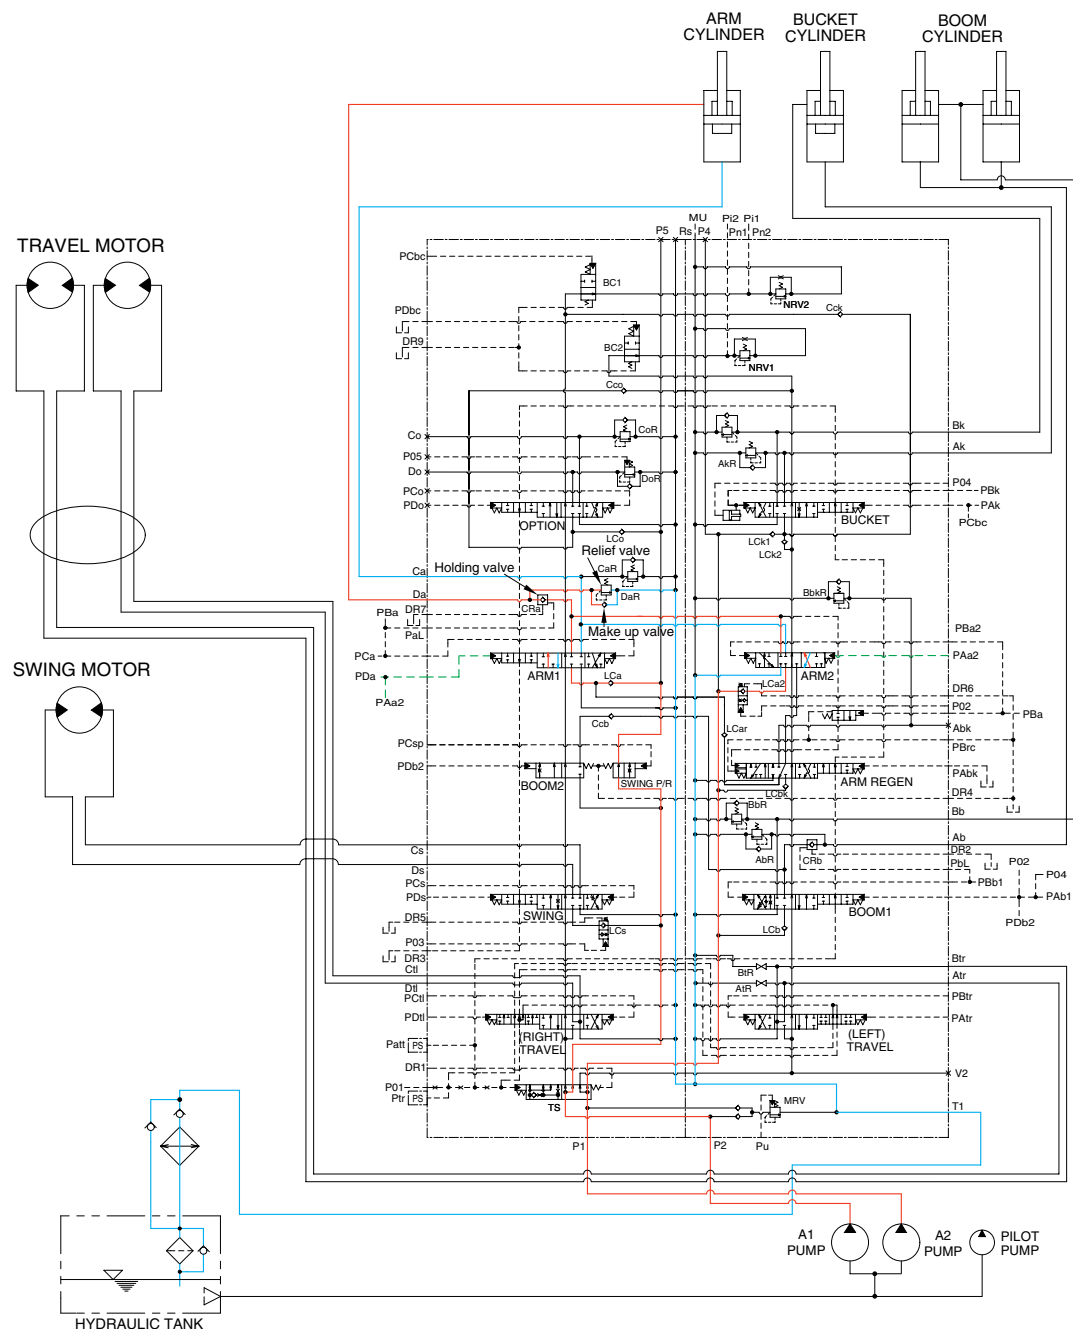 ARM
CYLINDER
BUCKET
CYLINDER
BOOM
CYLINDER
TRAVEL MOTOR
MU
Pi2 Pi1
P5
Rs
P4
Pn1
Pn2
PCbc
BC1
NRV2
Cck
PDbc
DR9
BC2
NRV1
Cco
Co
CoR
Bk
Ak
P05
Do
DoR
AkR
PCo
PDo
P04
PBk
PAk
PCbc
OPTION
BUCKET
LCo
LCk1
LCk2
Relief valve
Holding valve
Ca
CaR
Da
DaR
CRa
BbkR
PBa
DR7
PaL
Make up valve
PBa2
PCa
PAa2
PDa
ARM1
ARM2
PAa2
LCa
LCa2
DR6
P02
PBa
Ccb
LCar
Abk
PCsp
PBrc
PDb2
BOOM2
SWING P/R
ARM REGEN
PAbk
LCbk
DR4
BbR
Bb
SWING MOTOR
AbR
CRb
Ab
DR2
PbL
P02
P04
Cs
Ds
PCs
PDs
PBb1
PAb1
PDb2
SWING
BOOM1
DR5
LCs
LCb
P03
DR3
Ctl
BtR
Btr
AtR
Atr
Dtl
PCtl
PBtr
PDtl
PAtr
(RIGHT)
TRAVEL
(LEFT)
TRAVEL
Patt
PS
DR1
P01
Ptr
PS
V2
TS
MRV
T1
P1
P2
Pu
A1
PUMP
A2
PUMP
PILOT
PUMP
HYDRAULIC TANK